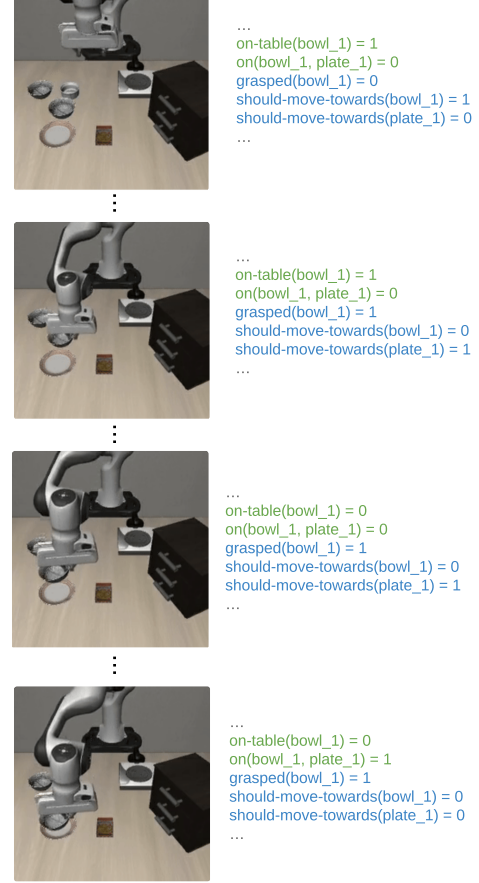 ...
on-table(bowl_1) = 1
on(bowl_1, plate_1) = 0
grasped(bowl_1) = 0
should-move-towards(bowl_1) = 1
should-move-towards(plate_1) = 0
...
...
...
on-table(bowl_1) = 1
on(bowl_1, plate_1) = 0
grasped(bowl_1) = 1
should-move-towards(bowl_1) = 0
should-move-towards(plate_1) = 1
...
...
...
on-table(bowl_1) = 0
on(bowl_1, plate_1) = 0
grasped(bowl_1) = 1
should-move-towards(bowl_1) = 0
should-move-towards(plate_1) = 1
...
...
...
on-table(bowl_1) = 0
on(bowl_1, plate_1) = 1
grasped(bowl_1) = 1
should-move-towards(bowl_1) = 0
should-move-towards(plate_1) = 0
...